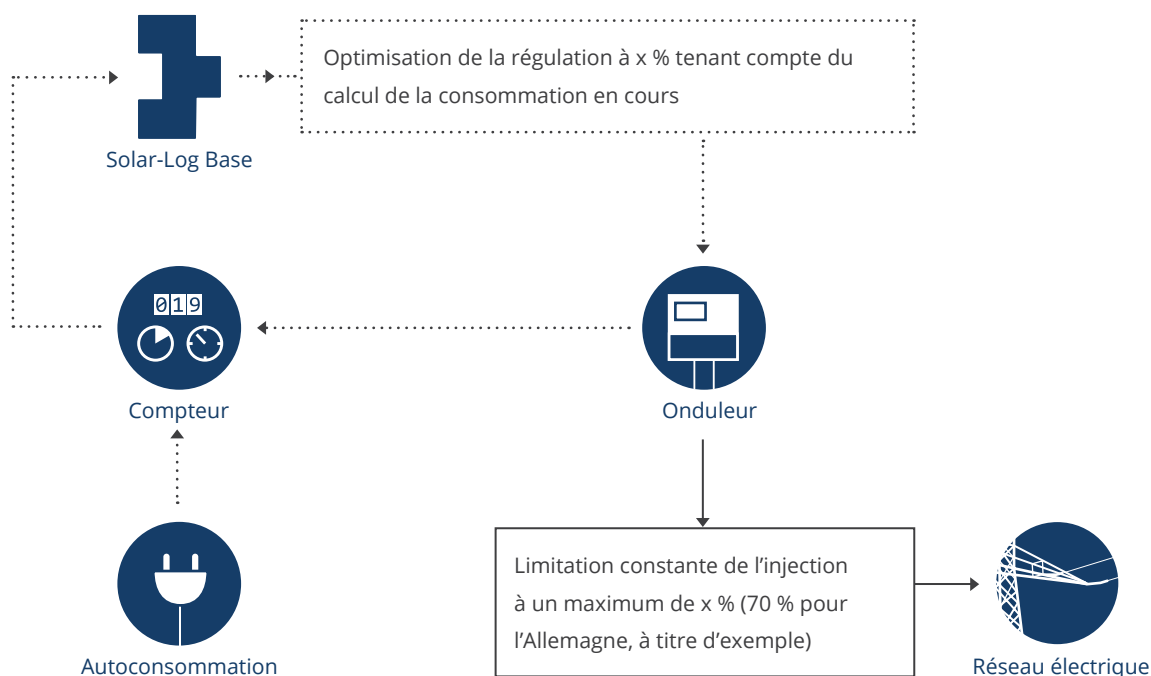 Optimisation de la régulation à x % tenant compte du
calcul de la consommation en cours
Solar-Log Base
019
Compteur
Onduleur
Limitation constante de l’injection
à un maximum de x % (70 % pour
l’Allemagne, à titre d’exemple)
Autoconsommation
Réseau électrique